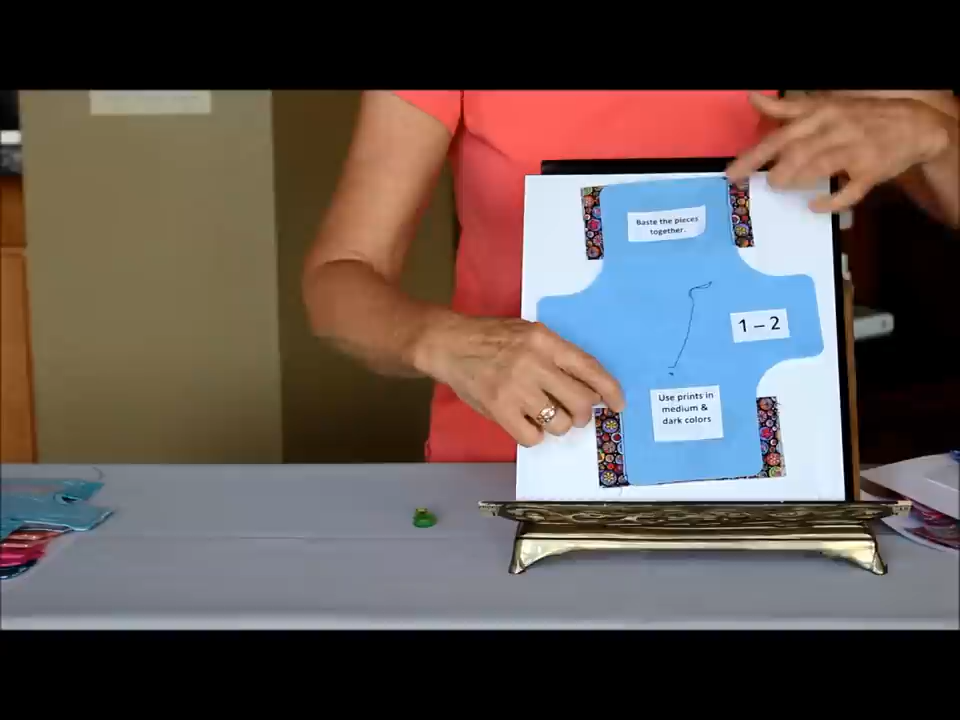 Baste the pieces
together.
1 – 2
Use prints in
medium &
dark colors